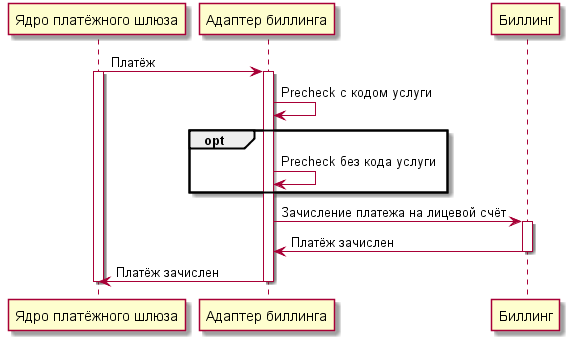 Ядро платёжного шлюза
Адаптер биллинга
Биллинг
Платёж
Precheck с кодом услуги
opt
Precheck без кода услуги
Зачисление платежа на лицевой счёт
Платёж зачислен
Платёж зачислен
Ядро платёжного шлюза
Адаптер биллинга
Биллинг